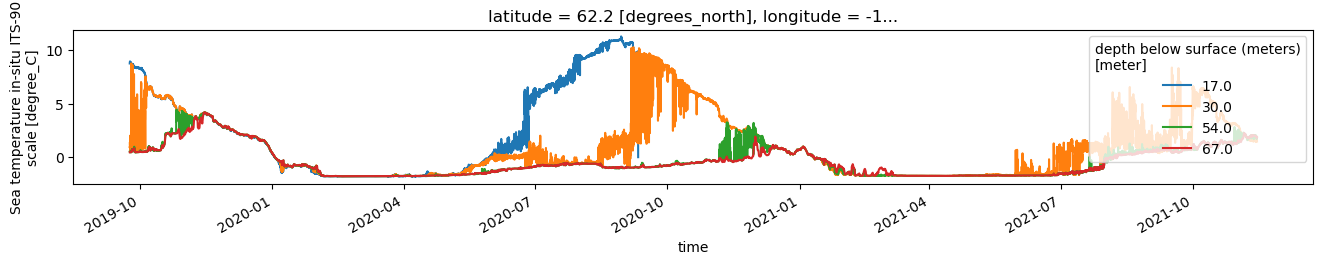 latitude = 62.2 [degrees_north], longitude = -1...
Sea temperature in-situ ITS-90
scale [degree_C]
10
5
0
depth below surface (meters)
[meter]
17.0
30.0
54.0
67.0
2019-10
2020-01
2020-04
2020-07
2020-10
2021-01
2021-04
2021-07
2021-10
time